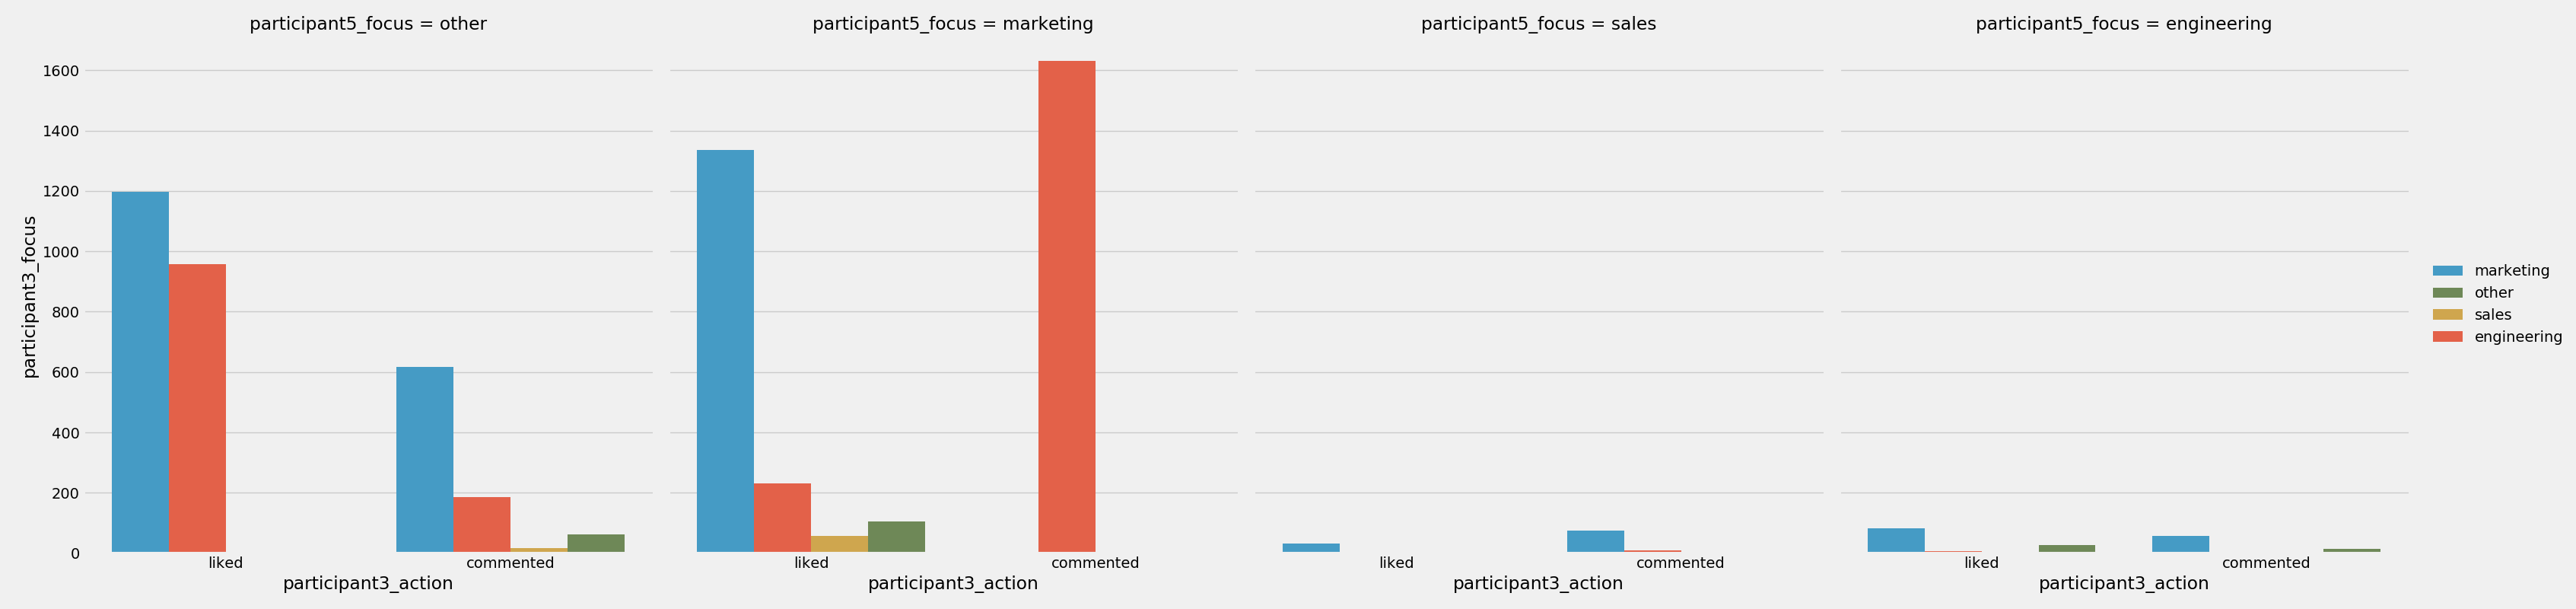 participant5_focus = other
participant5_focus = marketing
participant5_focus = sales
participant5_focus = engineering
participant3_focus
1600
1400
1200
1000
800
600
400
200
0
liked
commented
liked
commented
liked
commented
liked
commented
participant3_action
participant3_action
participant3_action
participant3_action
marketing
other
sales
engineering